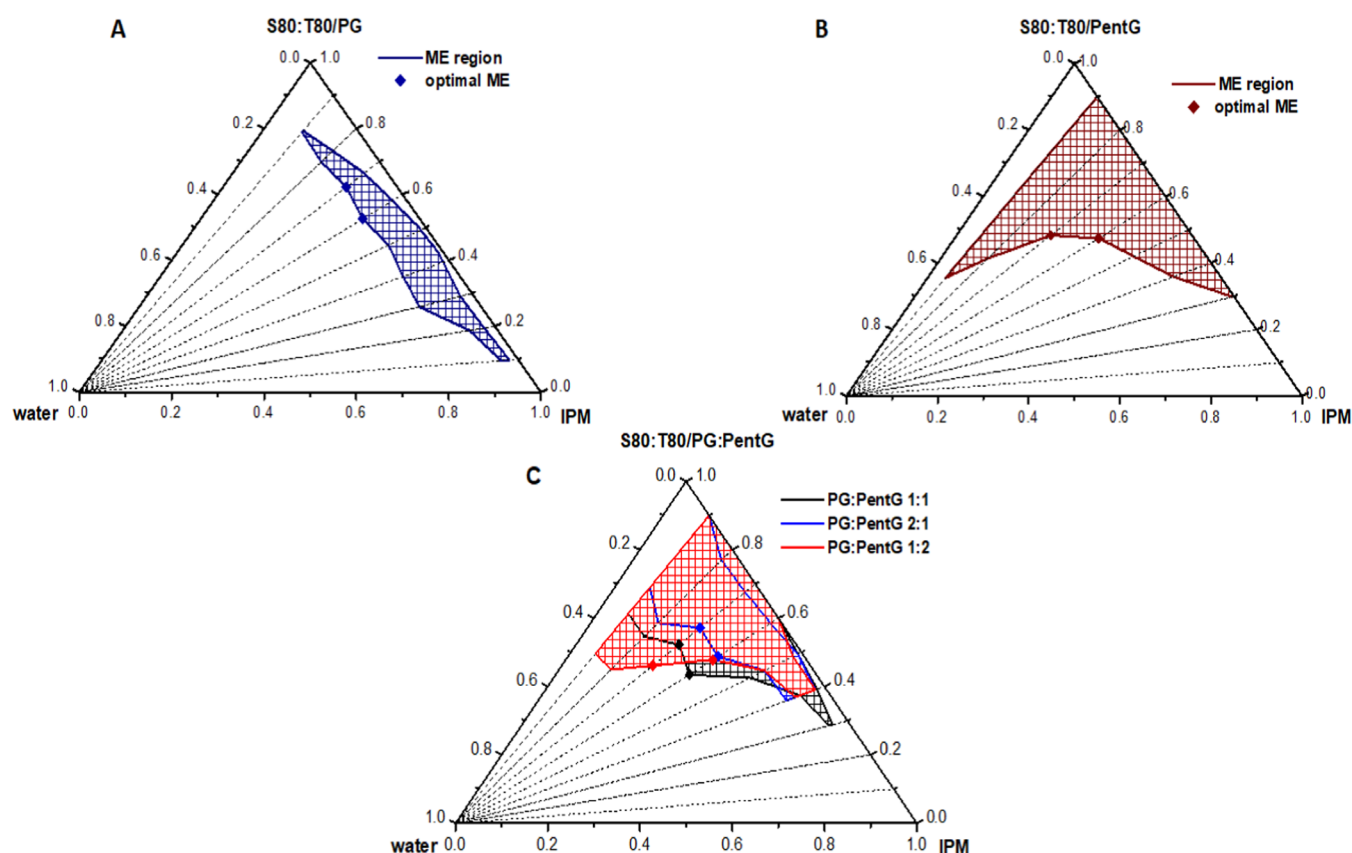 A
S80:T80/PG
0.0 1.0
ME region
optimal ME
0.2 0.8
0.4 0.6
0.6 0.4
0.8 0.2
1.0 0.0
water 0.0 0.2 0.4 0.6 0.8 1.0 IPM
B
S80:T80/PentG
0.0 1.0
ME region
optimal ME
0.2 0.8
0.4 0.6
0.6 0.4
0.8 0.2
1.0 0.0
water 0.0 0.2 0.4 0.6 0.8 1.0 IPM
S80:T80/PG:PentG
C
0.0 1.0
PG:PentG 1:1
PG:PentG 2:1
PG:PentG 1:2
0.2 0.8
0.4 0.6
0.6 0.4
0.8 0.2
1.0 0.0
water 0.0 0.2 0.4 0.6 0.8 1.0 IPM